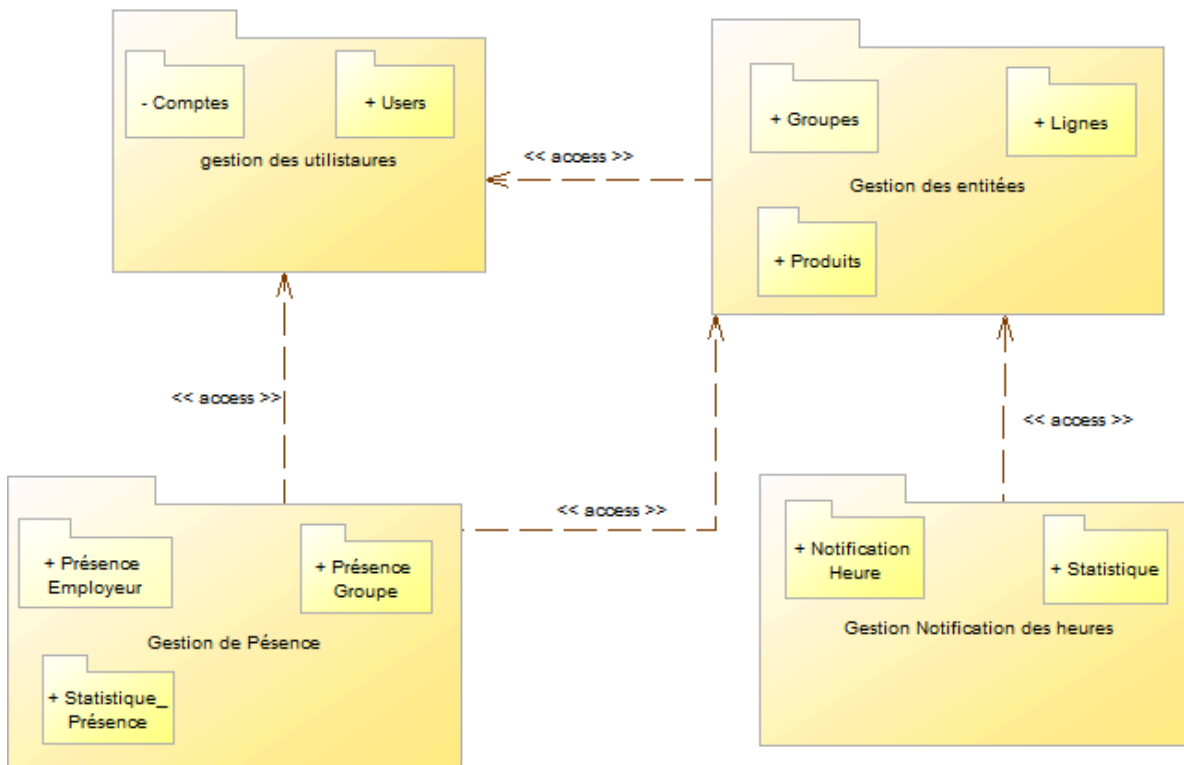 - Comptes
+ Users
gestion des utilistaures
+ Groupes
+ Lignes
Gestion des entitées
+ Produits
<< access >>
<< access >>
<< access >>
<< access >>
+ Présence
Employeur
+ Présence
Groupe
Gestion de Pésence
+ Statistique_
Présence
+ Notification
Heure
+ Statistique
Gestion Notification des heures